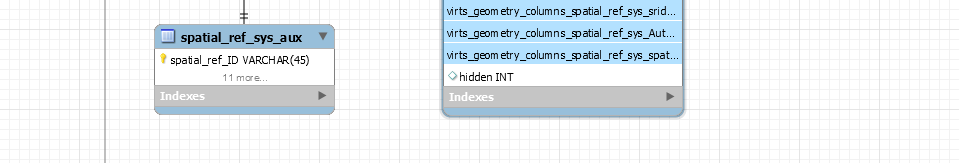 spatial_ref_sys_aux
spatial_ref_ID VARCHAR(45)
11 more...
Indexes
virts_geometry_columns_spatial_ref_sys_srid...
virts_geometry_columns_spatial_ref_sys_Aut...
virts_geometry_columns_spatial_ref_sys_spat...
hidden INT
Indexes